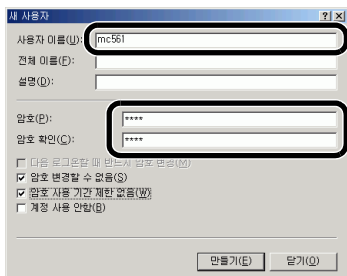 새 사용자
사용자 이름(U): mc561
전체 이름(F):
설명(D):
암호(P): ****
암호 확인(C): ****
다음 로그온할 때 반드시 암호 변경(M)
암호 변경할 수 없음(S)
암호 사용 기간 제한 없음(W)
계정 사용 안함(B)
만들기(E) 닫기(O)